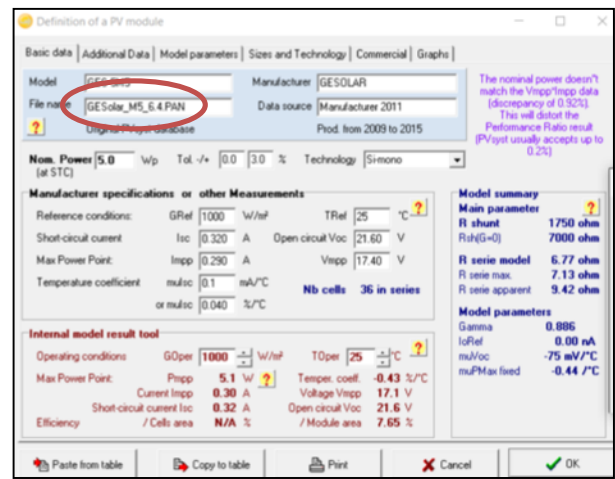 Definition of a PV module
Basic data Additional Data Model parameters Sizes and Technology Commercial Graphs
Model Manufacturer GESOLAR
File name GESolar_M5_6.4.PAN Data source Manufacturer 2011
? Original PVsyst database Prod. from 2009 to 2015
The nominal power doesn't
match the Vmpp*Impp data
(discrepancy of 0.92%).
This will distort the
Performance Ratio result
(PVsyst usually accepts up to
0.2%)
Nom. Power 5.0 Wp Tol. -/+ 0.0 3.0 % Technology Si-mono
(at STC)
Manufacturer specifications or other Measurements
Reference conditions: GRef 1000 W/m² TRef 25 °C ?
Short-circuit current Isc 0.320 A Open circuit Voc 21.60 V
Max Power Point: Impp 0.290 A Vmpp 17.40 V
Temperature coefficient muIsc 0.1 mA/°C Nb cells 36 in series
or muIsc 0.040 %/°C
Internal model result tool
Operating conditions GOper 1000 W/m² TOper 25 °C ?
Max Power Point: Pmpp 5.1 W ? Temper. coeff. -0.43 %/°C
Current Impp 0.30 A Voltage Vmpp 17.1 V
Short-circuit current Isc 0.32 A Open circuit Voc 21.6 V
Efficiency / Cells area N/A % / Module area 7.65 %
Model summary
Main parameter ?
R shunt 1750 ohm
Rsh(G=0) 7000 ohm
R serie model 6.77 ohm
R serie max. 7.13 ohm
R serie apparent 9.42 ohm
Model parameters
Gamma 0.886
IoRef 0.00 nA
muVoc -75 mV/°C
muPMax fixed -0.44 /°C
Paste from table Copy to table Print Cancel OK